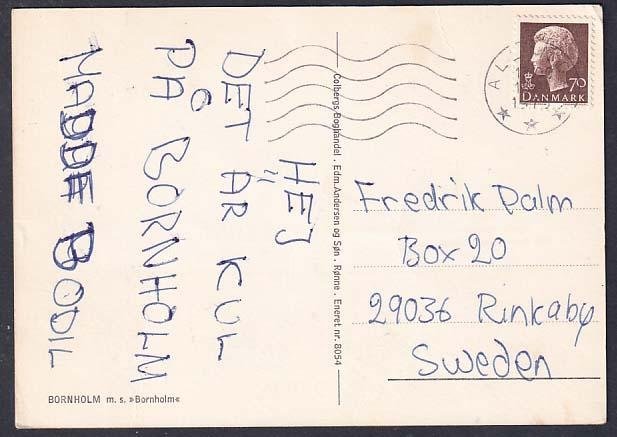 HEJ
DET ÄR KUL
PÅ BORNHOLM
BODIL
BORNHOLM m. s. »Bornholm«
Colbergs Boghandel . Edm. Andersen og Søn . Rønne . Eneret nr. 8054
70
DANMARK
Fredrik Palm
Box 20
29036 Rinkaby
Sweden